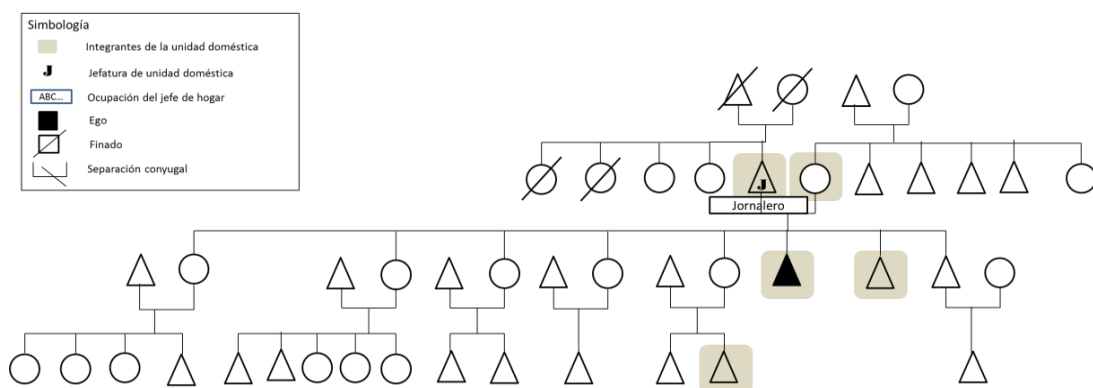 Simbología
Integrantes de la unidad doméstica
J
Jefatura de unidad doméstica
ABC...
Ocupación del jefe de hogar
Ego
Finado
Separación conyugal
J
Jornalero